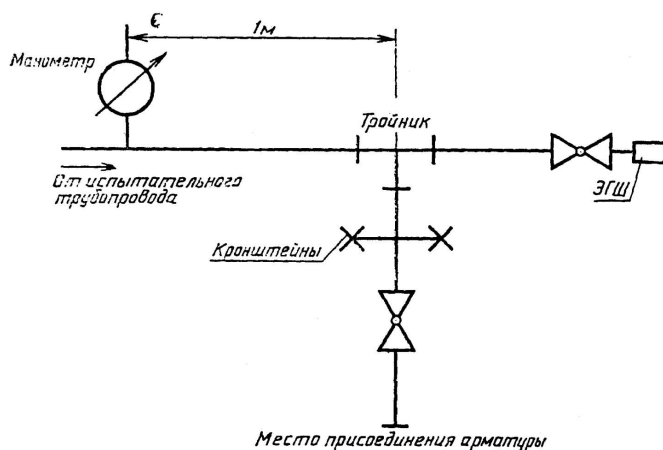 1м
Манометр
Тройник
От испытательного
трубопровода
ЭГШ
Кронштейны
Место присоединения арматуры